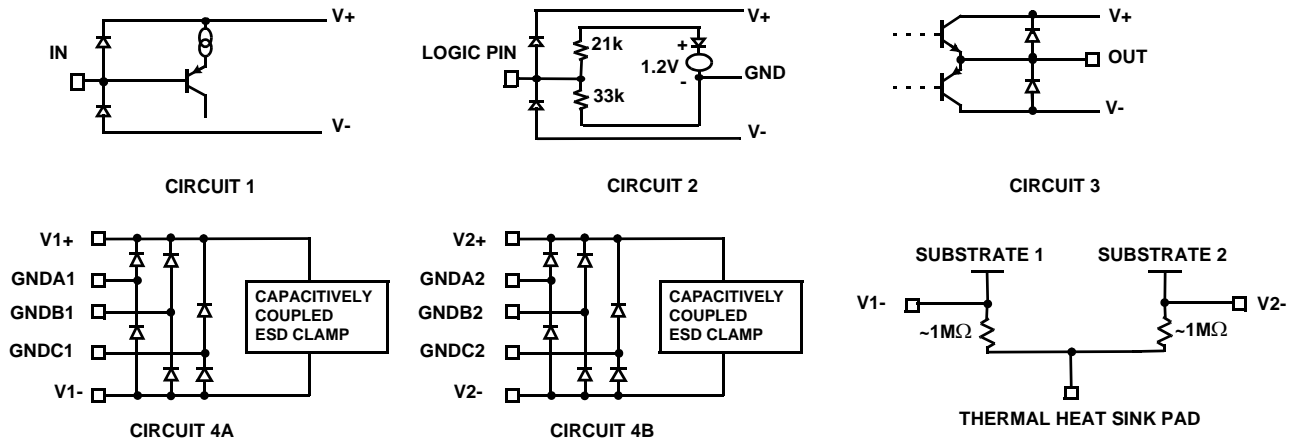 V+
IN
V-
CIRCUIT 1
V+
LOGIC PIN
21k
+
1.2V
-
GND
33k
V-
CIRCUIT 2
V+
OUT
V-
CIRCUIT 3
V1+
GNDA1
GNDB1
GNDC1
V1-
CAPACITIVELY
COUPLED
ESD CLAMP
CIRCUIT 4A
V2+
GNDA2
GNDB2
GNDC2
V2-
CAPACITIVELY
COUPLED
ESD CLAMP
CIRCUIT 4B
SUBSTRATE 1
SUBSTRATE 2
V1-
V2-
~1MΩ
~1MΩ
THERMAL HEAT SINK PAD